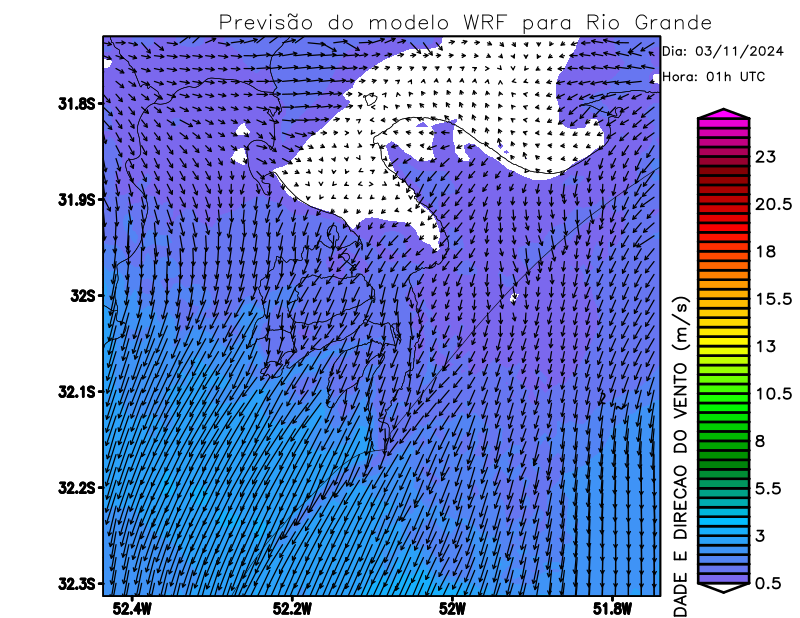 Previsão do modelo WRF para Rio Grande
Dia: 03/11/2024
Hora: 01h UTC
31.8S
31.9S
32S
32.1S
32.2S
32.3S
52.4W
52.2W
52W
51.8W
23
20.5
18
15.5
13
10.5
8
5.5
3
0.5
DADE E DIRECAO DO VENTO (m/s)